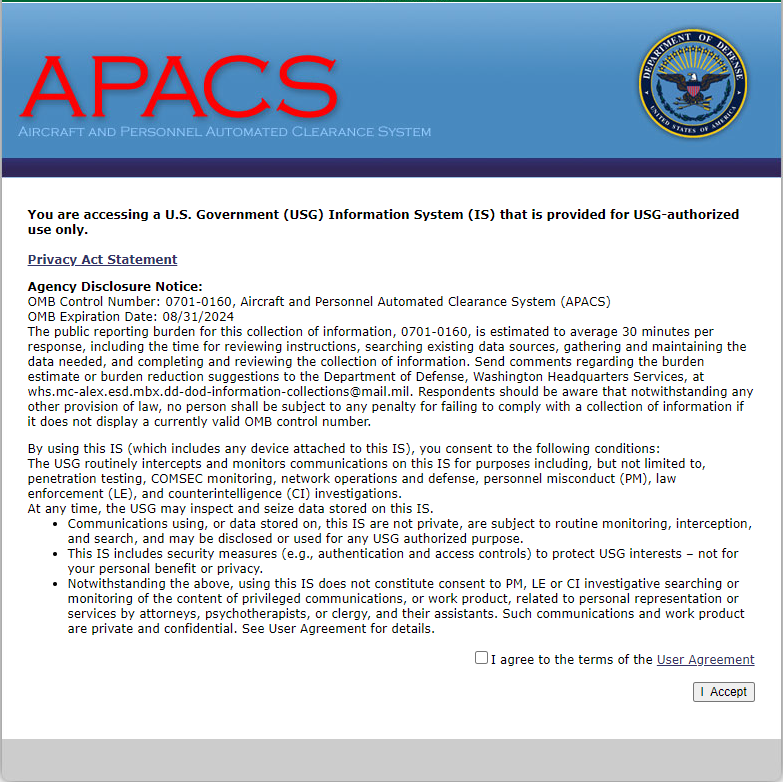 APACS
AIRCRAFT AND PERSONNEL AUTOMATED CLEARANCE SYSTEM
DEPARTMENT OF DEFENSE
UNITED STATES OF AMERICA
You are accessing a U.S. Government (USG) Information System (IS) that is provided for USG-authorized
use only.
Privacy Act Statement
Agency Disclosure Notice:
OMB Control Number: 0701-0160, Aircraft and Personnel Automated Clearance System (APACS)
OMB Expiration Date: 08/31/2024
The public reporting burden for this collection of information, 0701-0160, is estimated to average 30 minutes per
response, including the time for reviewing instructions, searching existing data sources, gathering and maintaining the
data needed, and completing and reviewing the collection of information. Send comments regarding the burden
estimate or burden reduction suggestions to the Department of Defense, Washington Headquarters Services, at
whs.mc-alex.esd.mbx.dd-dod-information-collections@mail.mil. Respondents should be aware that notwithstanding any
other provision of law, no person shall be subject to any penalty for failing to comply with a collection of information if
it does not display a currently valid OMB control number.
By using this IS (which includes any device attached to this IS), you consent to the following conditions:
The USG routinely intercepts and monitors communications on this IS for purposes including, but not limited to,
penetration testing, COMSEC monitoring, network operations and defense, personnel misconduct (PM), law
enforcement (LE), and counterintelligence (CI) investigations.
At any time, the USG may inspect and seize data stored on this IS.
• Communications using, or data stored on, this IS are not private, are subject to routine monitoring, interception,
and search, and may be disclosed or used for any USG authorized purpose.
• This IS includes security measures (e.g., authentication and access controls) to protect USG interests – not for
your personal benefit or privacy.
• Notwithstanding the above, using this IS does not constitute consent to PM, LE or CI investigative searching or
monitoring of the content of privileged communications, or work product, related to personal representation or
services by attorneys, psychotherapists, or clergy, and their assistants. Such communications and work product
are private and confidential. See User Agreement for details.
I agree to the terms of the User Agreement
I Accept